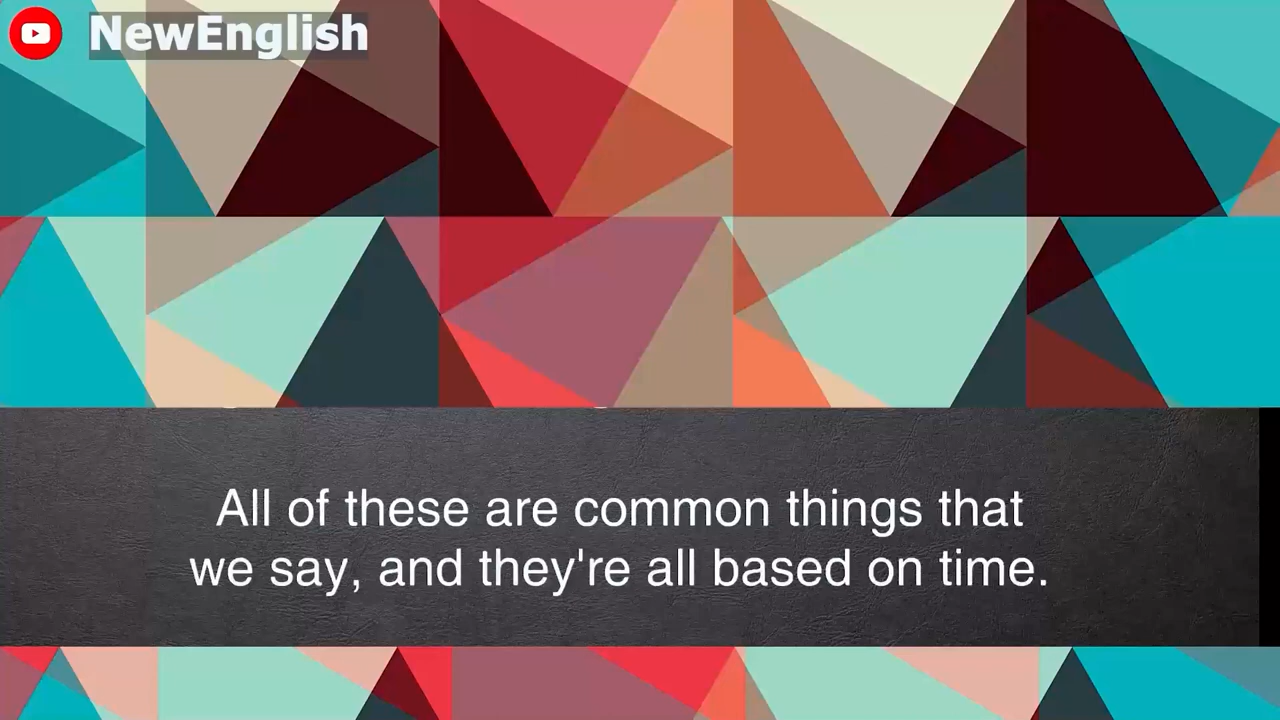 NewEnglish
All of these are common things that
we say, and they're all based on time.